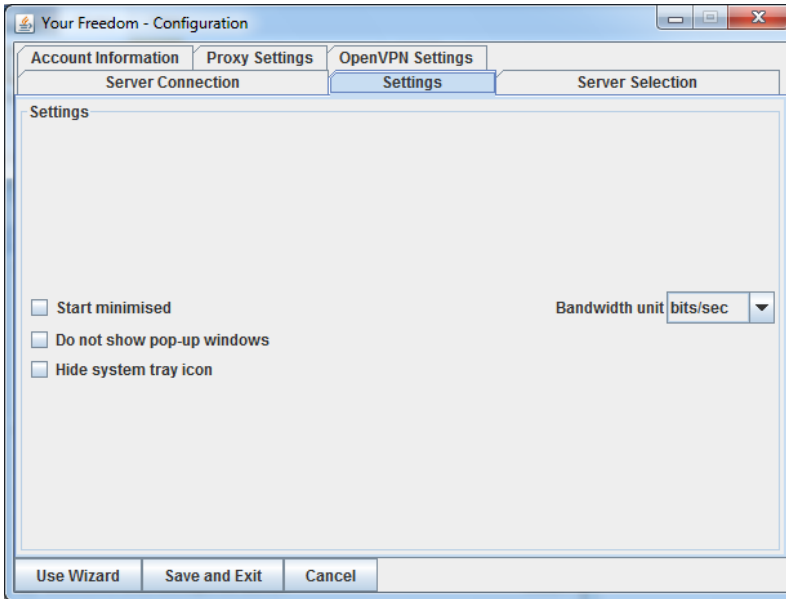 Your Freedom - Configuration
Account Information Proxy Settings OpenVPN Settings
Server Connection Settings Server Selection
Settings
Start minimised Bandwidth unit bits/sec
Do not show pop-up windows
Hide system tray icon
Use Wizard Save and Exit Cancel